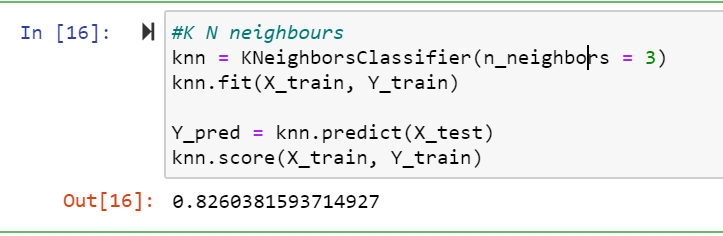 In [16]:
#K N neighbours
knn = KNeighborsClassifier(n_neighbors = 3)
knn.fit(X_train, Y_train)
Y_pred = knn.predict(X_test)
knn.score(X_train, Y_train)
Out[16]: 0.8260381593714927